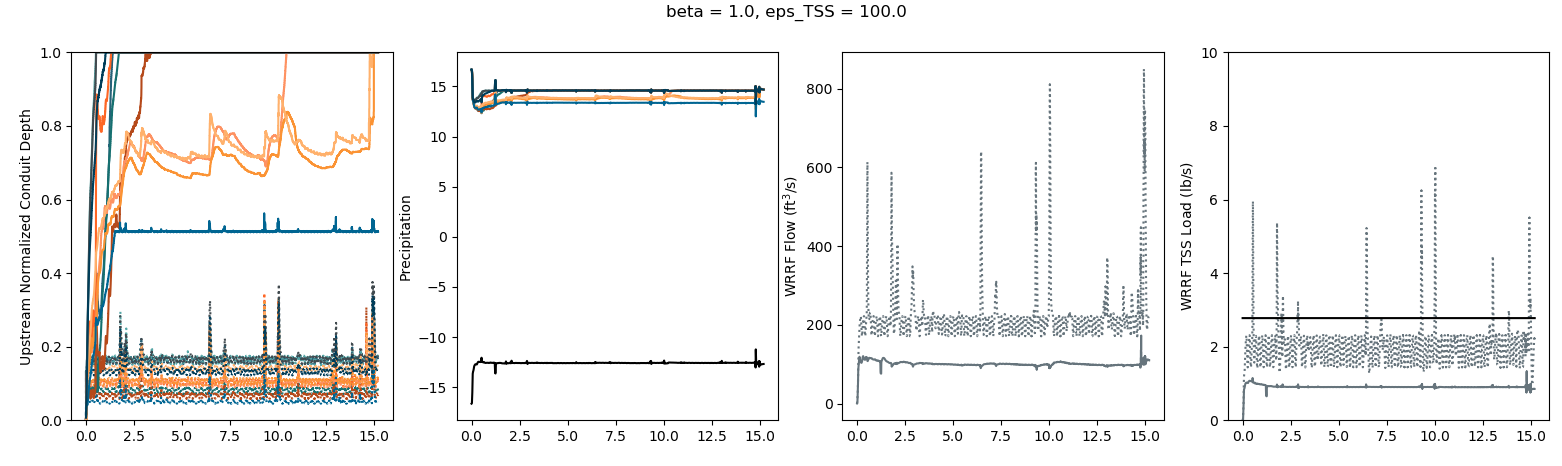 beta = 1.0, eps_TSS = 100.0
Upstream Normalized Conduit Depth
1.0
0.8
0.6
0.4
0.2
0.0
0.0 2.5 5.0 7.5 10.0 12.5 15.0
Precipitation
15
10
5
0
−5
−10
−15
0.0 2.5 5.0 7.5 10.0 12.5 15.0
WRRF Flow (ft³/s)
800
600
400
200
0
0.0 2.5 5.0 7.5 10.0 12.5 15.0
WRRF TSS Load (lb/s)
10
8
6
4
2
0
0.0 2.5 5.0 7.5 10.0 12.5 15.0